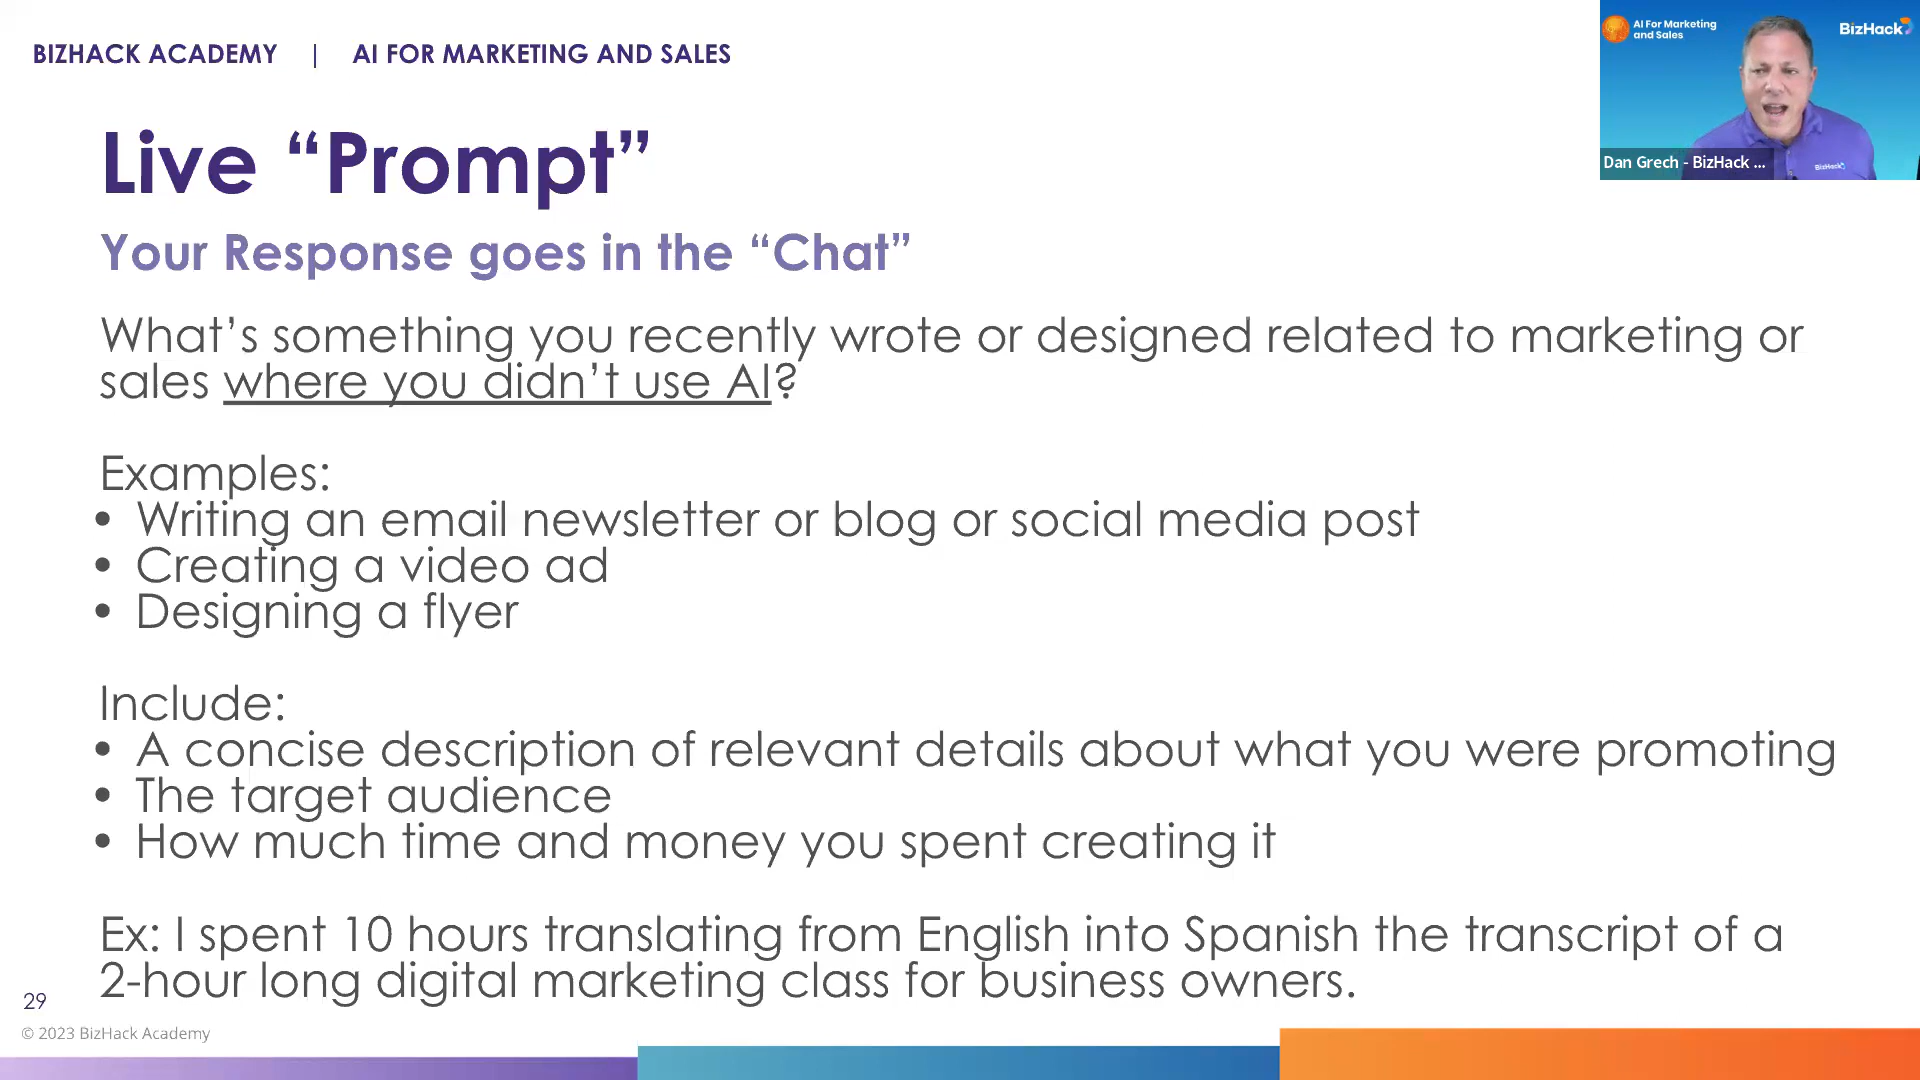 BIZHACK ACADEMY | AI FOR MARKETING AND SALES
AI For Marketing
and Sales
BizHack
Dan Grech - BizHack ...
BizHack
Live “Prompt”
Your Response goes in the “Chat”
What’s something you recently wrote or designed related to marketing or
sales where you didn’t use AI?
Examples:
• Writing an email newsletter or blog or social media post
• Creating a video ad
• Designing a flyer
Include:
• A concise description of relevant details about what you were promoting
• The target audience
• How much time and money you spent creating it
Ex: I spent 10 hours translating from English into Spanish the transcript of a
2-hour long digital marketing class for business owners.
29
© 2023 BizHack Academy